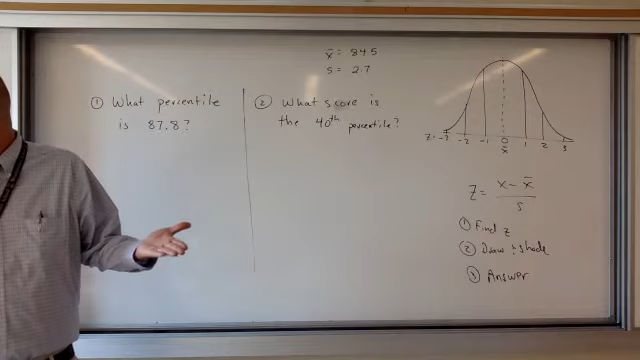 x̄ = 84.5
s = 2.7
① What percentile
is 87.8?
② What score is
the 40th percentile?
Z= -3 -2 -1 0 1 2 3
x̄
Z = x - x̄
s
① Find z
② Draw & shade
③ Answer